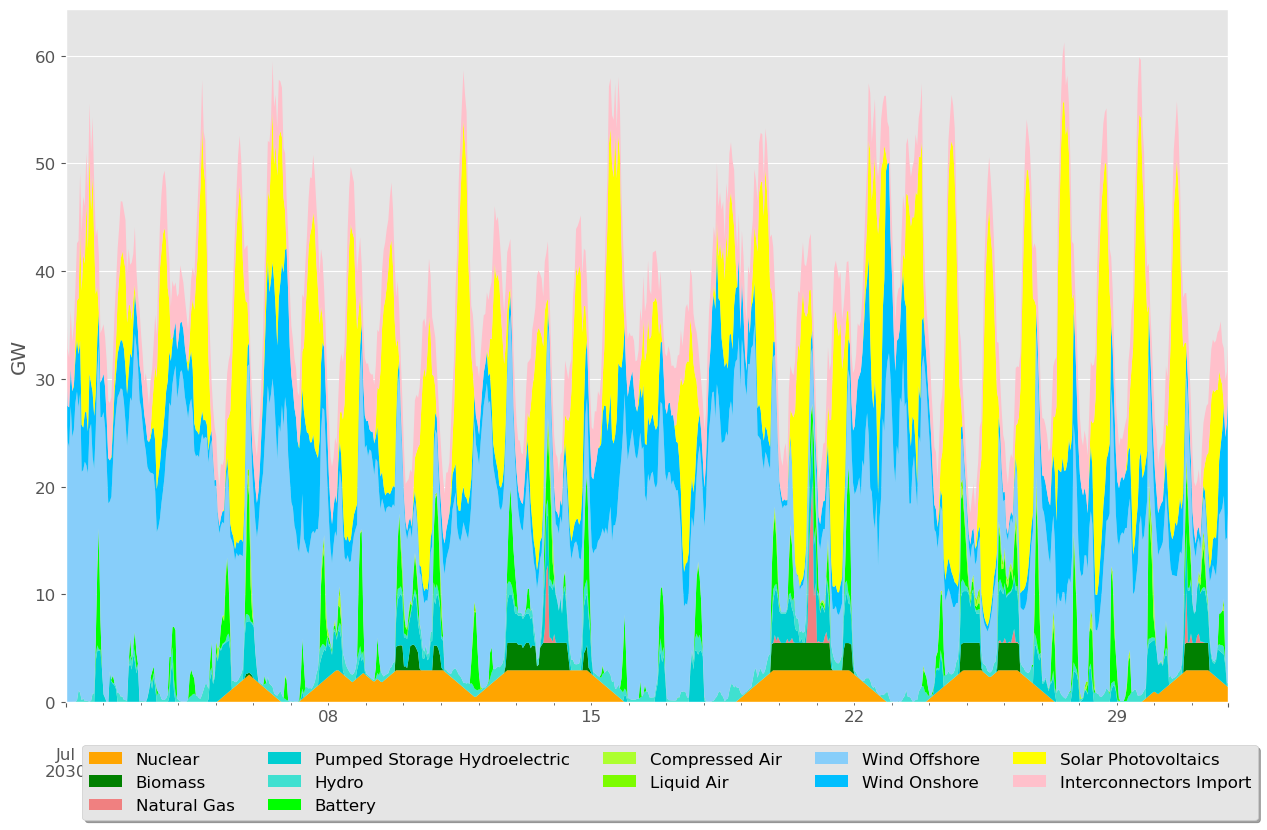 60
50
40
30
20
10
0
GW
08
15
22
29
Jul
2030
Nuclear
Biomass
Natural Gas
Pumped Storage Hydroelectric
Hydro
Battery
Compressed Air
Liquid Air
Wind Offshore
Wind Onshore
Solar Photovoltaics
Interconnectors Import